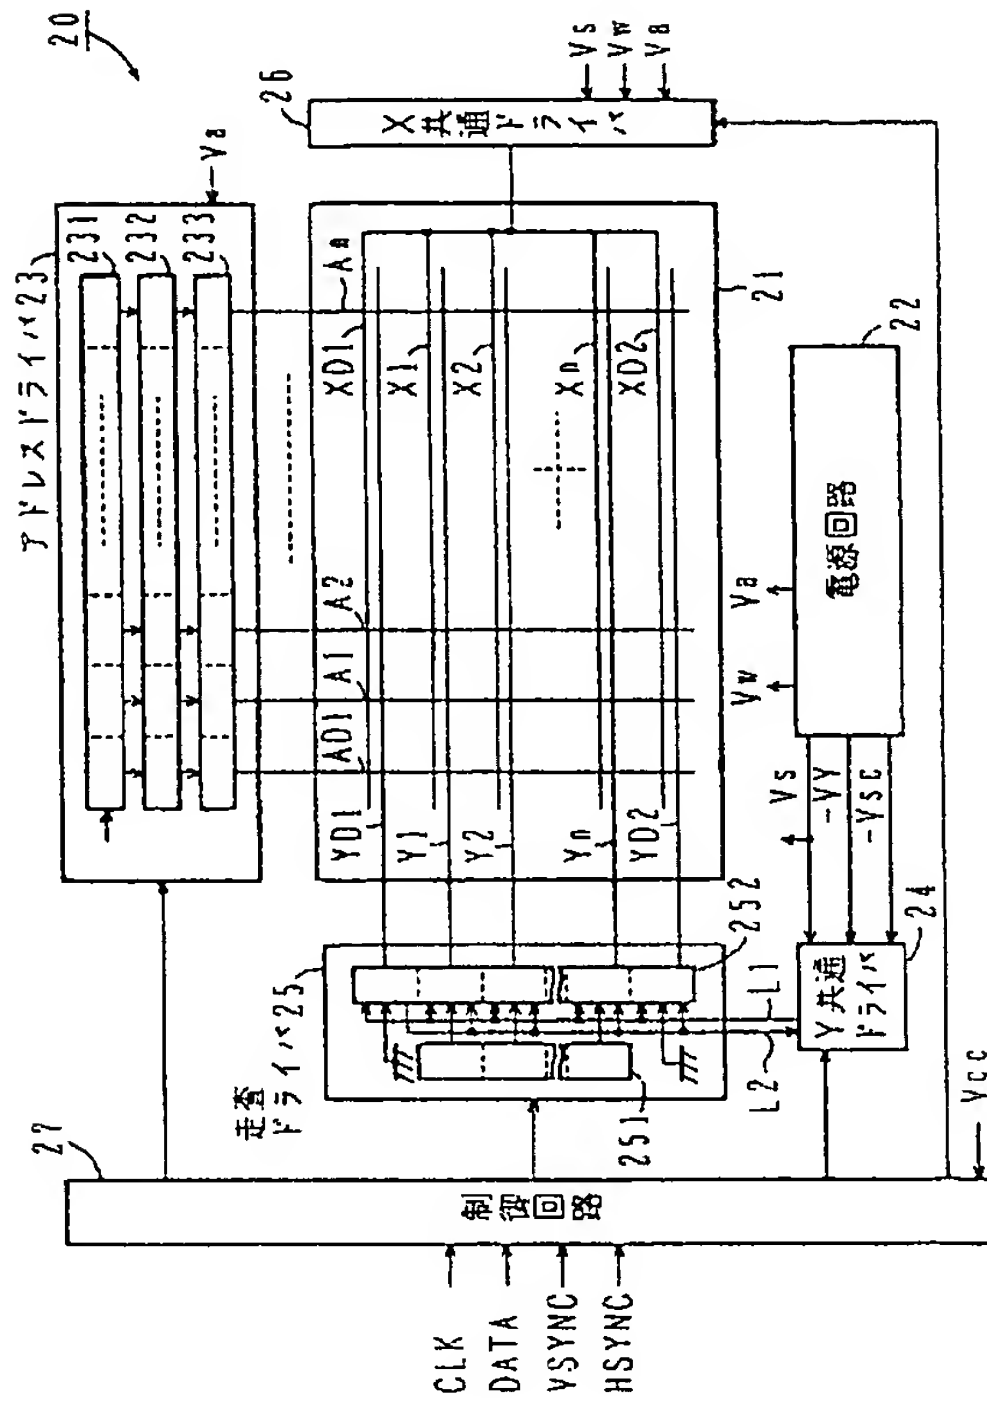 20
アドレスドライバ23
231
232
233
Va
26
X共通ドライバ
Vs
Vw
Va
AD1
A1
A2
Am
XD1
X1
X2
Xn
XD2
YD1
Y1
Y2
Yn
YD2
21
走査
ドライバ25
251
252
L1
L2
22
電源回路
Vw
Va
Vs
-VY
-Vsc
24
Y共通
ドライバ
27
制御回路
CLK
DATA
VSYNC
HSYNC
Vcc